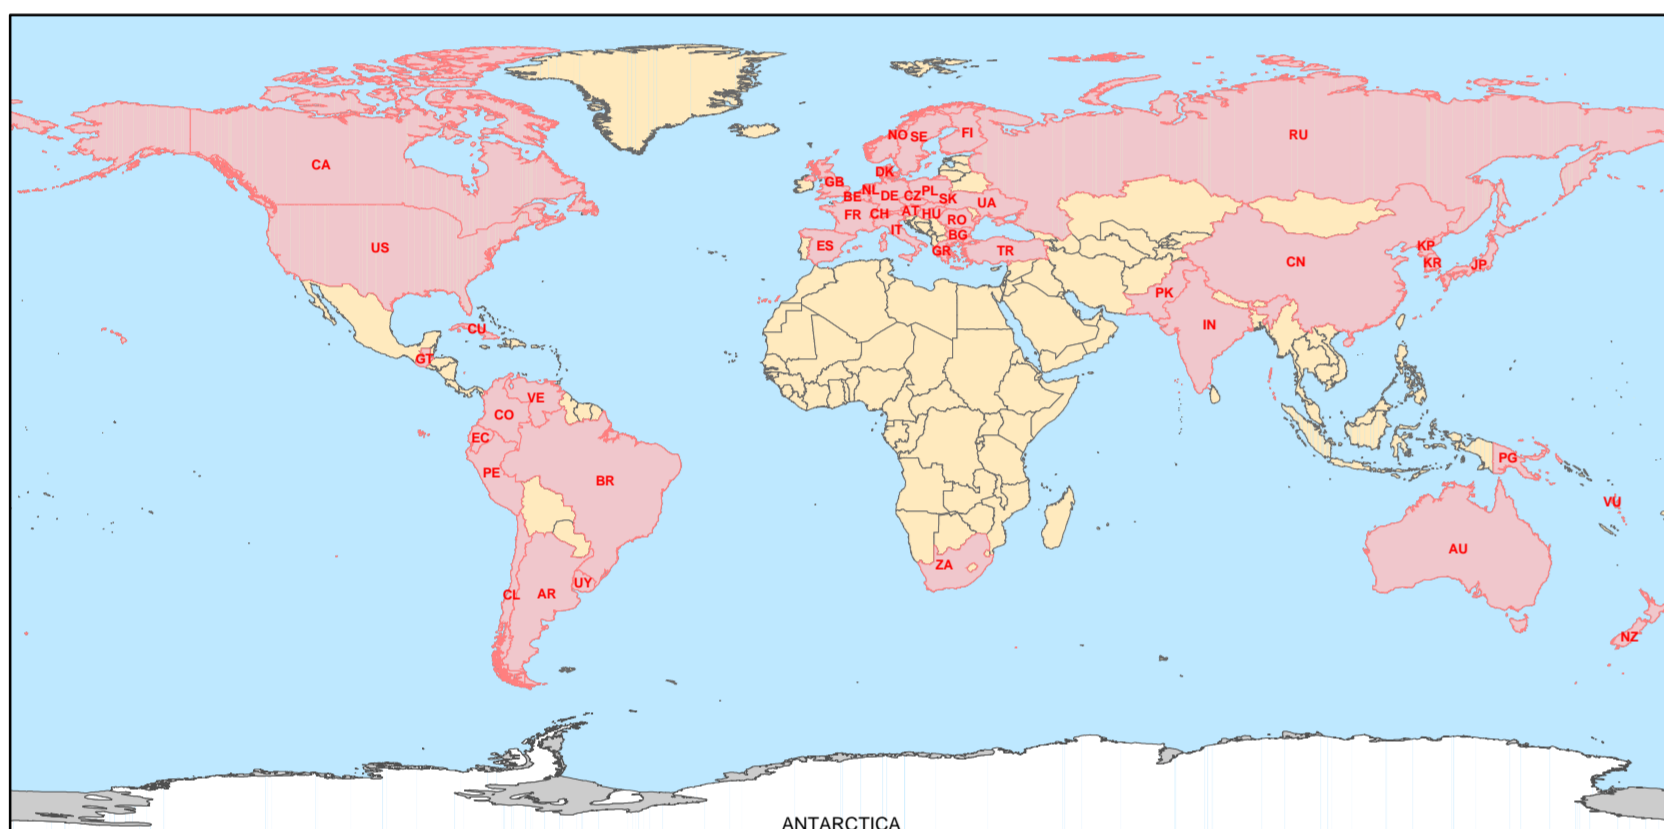 NO
SE
FI
RU
CA
DK
GB
NL
BE
DE
CZ
PL
SK
UA
FR
CH
AT
HU
RO
IT
BG
GR
ES
TR
US
CN
KP
KR
JP
PK
IN
CU
GT
VE
CO
EC
PE
BR
PG
VU
AU
ZA
UY
CL
AR
NZ
ANTARCTICA